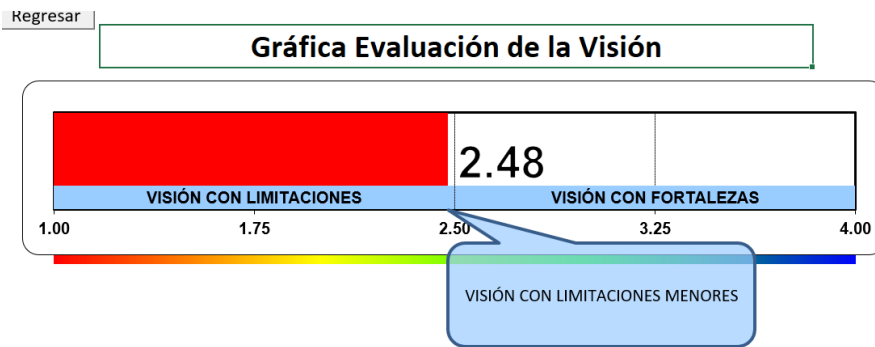 Regresar
Gráfica Evaluación de la Visión
2.48
VISIÓN CON LIMITACIONES VISIÓN CON FORTALEZAS
1.00 1.75 2.50 3.25 4.00
VISIÓN CON LIMITACIONES MENORES